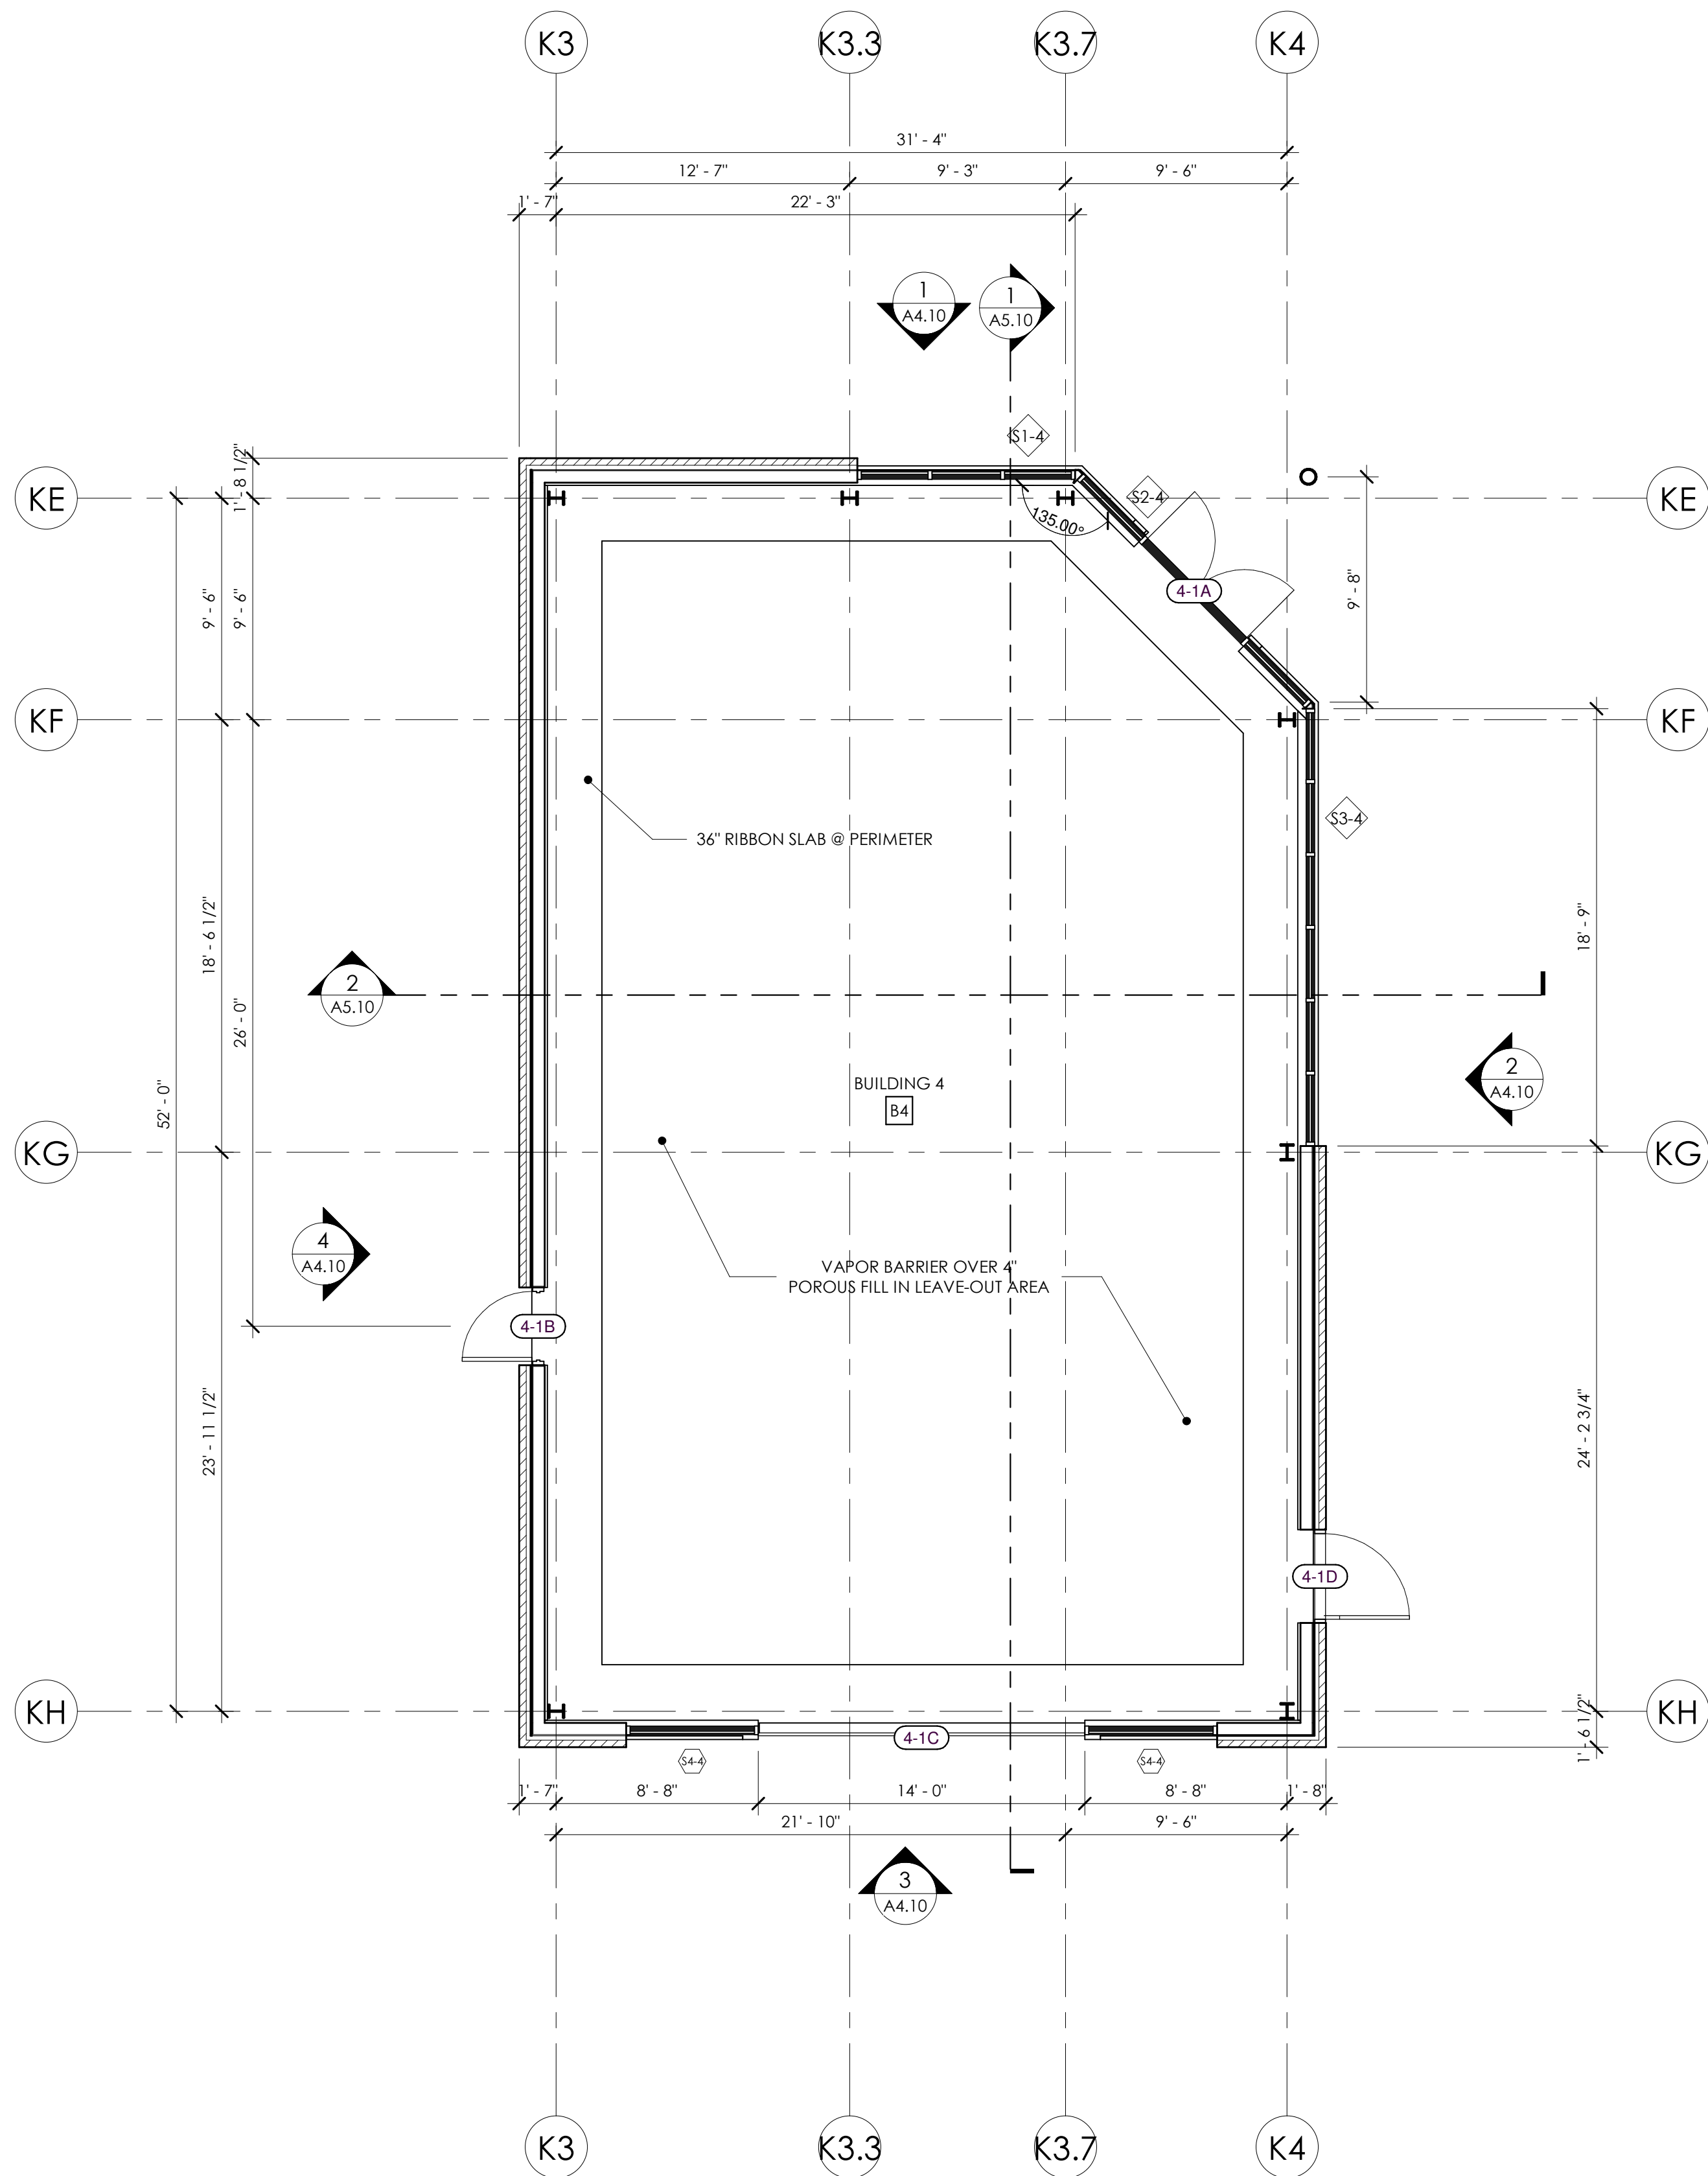 K3
K3.3
K3.7
K4
31' - 4"
12' - 7"
9' - 3"
9' - 6"
1' - 7"
22' - 3"
1
A4.10
1
A5.10
S1-4
1' - 8 1/2"
KE
S2-4
KE
135.00°
9' - 6"
9' - 6"
4-1A
9' - 8"
KF
KF
S3-4
36" RIBBON SLAB @ PERIMETER
18' - 6 1/2"
18' - 9"
2
A5.10
26' - 0"
2
A4.10
BUILDING 4
B4
52' - 0"
KG
KG
4
A4.10
VAPOR BARRIER OVER 4"
POROUS FILL IN LEAVE-OUT AREA
4-1B
23' - 11 1/2"
24' - 2 3/4"
4-1D
KH
KH
1' - 6 1/2"
4-1C
S4-4
S4-4
1' - 7"
8' - 8"
14' - 0"
8' - 8"
1' - 8"
21' - 10"
9' - 6"
3
A4.10
K3
K3.3
K3.7
K4